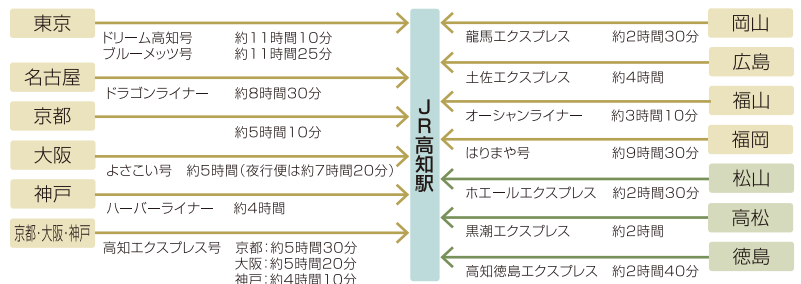 東京
ドリーム高知号 約11時間10分
ブルーメッツ号 約11時間25分
名古屋
ドラゴンライナー 約8時間30分
京都
約5時間10分
大阪
よさこい号 約5時間(夜行便は約7時間20分)
神戸
ハーバーライナー 約4時間
京都・大阪・神戸
高知エクスプレス号 京都:約5時間30分
大阪:約5時間20分
神戸:約4時間10分
JR高知駅
岡山
龍馬エクスプレス 約2時間30分
広島
土佐エクスプレス 約4時間
福山
オーシャンライナー 約3時間10分
福岡
はりまや号 約9時間30分
松山
ホエールエクスプレス 約2時間30分
高松
黒潮エクスプレス 約2時間
徳島
高知徳島エクスプレス 約2時間40分